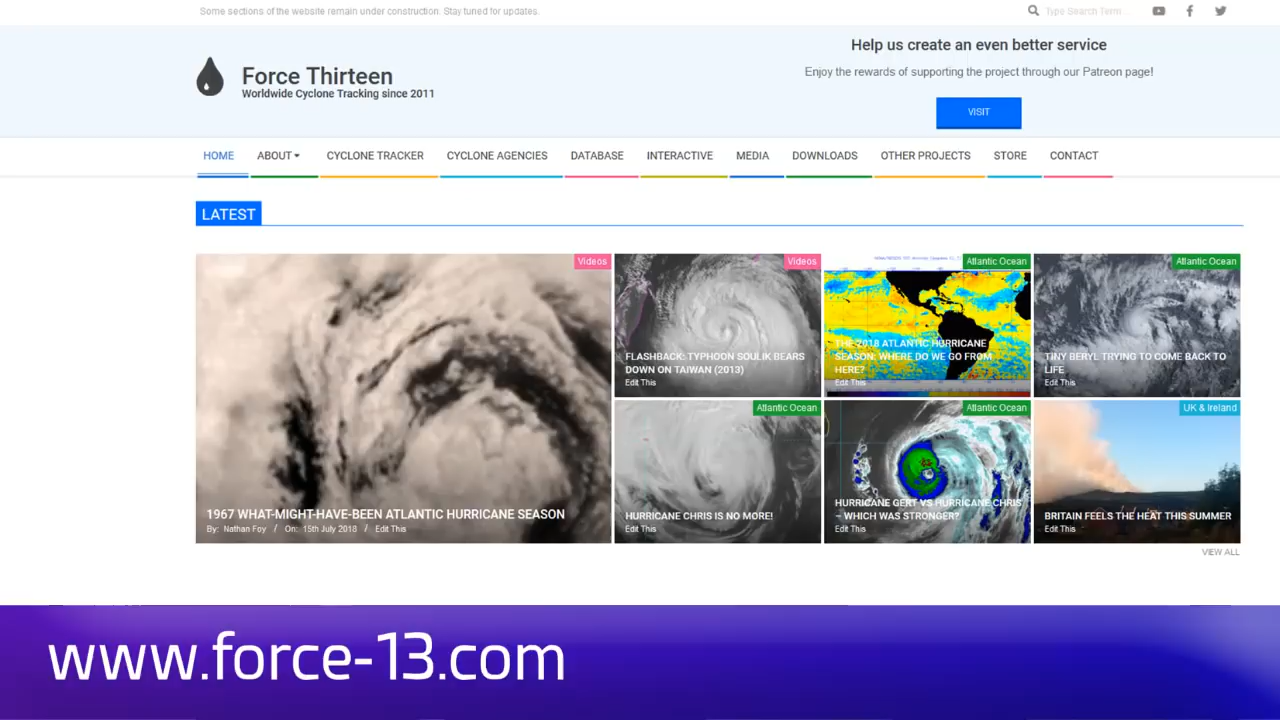 Some sections of the website remain under construction. Stay tuned for updates.
Type Search Term ...
Help us create an even better service
Force Thirteen
Worldwide Cyclone Tracking since 2011
Enjoy the rewards of supporting the project through our Patreon page!
VISIT
HOME ABOUT CYCLONE TRACKER CYCLONE AGENCIES DATABASE INTERACTIVE MEDIA DOWNLOADS OTHER PROJECTS STORE CONTACT
LATEST
Videos
1967 WHAT-MIGHT-HAVE-BEEN ATLANTIC HURRICANE SEASON
By: Nathan Foy / On: 15th July 2018 / Edit This
Videos
FLASHBACK: TYPHOON SOULIK BEARS
DOWN ON TAIWAN (2013)
Edit This
Atlantic Ocean
THE 2018 ATLANTIC HURRICANE
SEASON: WHERE DO WE GO FROM
HERE?
Edit This
Atlantic Ocean
TINY BERYL TRYING TO COME BACK TO
LIFE
Edit This
Atlantic Ocean
HURRICANE CHRIS IS NO MORE!
Edit This
Atlantic Ocean
HURRICANE GERT VS HURRICANE CHRIS
– WHICH WAS STRONGER?
Edit This
UK & Ireland
BRITAIN FEELS THE HEAT THIS SUMMER
Edit This
VIEW ALL
www.force-13.com